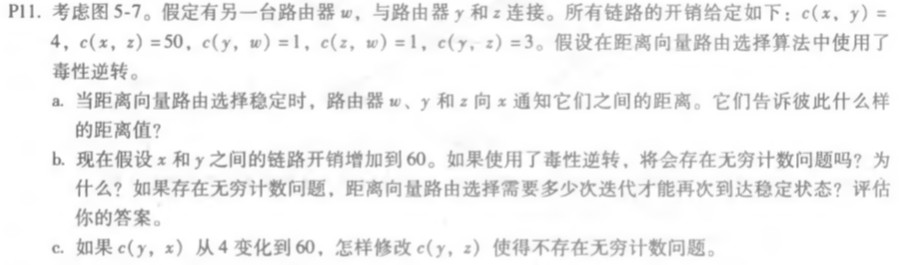 P11. 考虑图 5-7。假定有另一台路由器 w，与路由器 y 和 z 连接。所有链路的开销给定如下：c(x, y) =
4，c(x, z) = 50，c(y, w) = 1，c(z, w) = 1，c(y, z) = 3。假设在距离向量路由选择算法中使用了
毒性逆转。
a. 当距离向量路由选择稳定时，路由器 w、y 和 z 向 x 通知它们之间的距离。它们告诉彼此什么样
的距离值？
b. 现在假设 x 和 y 之间的链路开销增加到 60。如果使用了毒性逆转，将会存在无穷计数问题吗？为
什么？如果存在无穷计数问题，距离向量路由选择需要多少次迭代才能再次到达稳定状态？评估
你的答案。
c. 如果 c(y, x) 从 4 变化到 60，怎样修改 c(y, z) 使得不存在无穷计数问题。